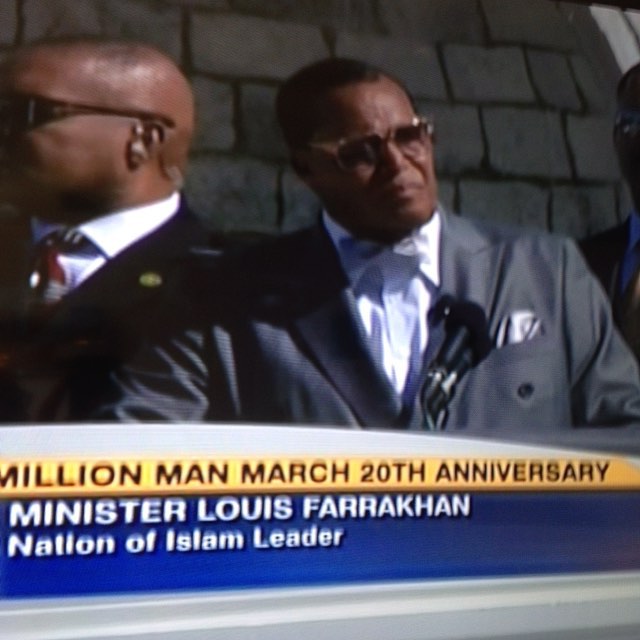 MILLION MAN MARCH 20TH ANNIVERSARY
MINISTER LOUIS FARRAKHAN
Nation of Islam Leader